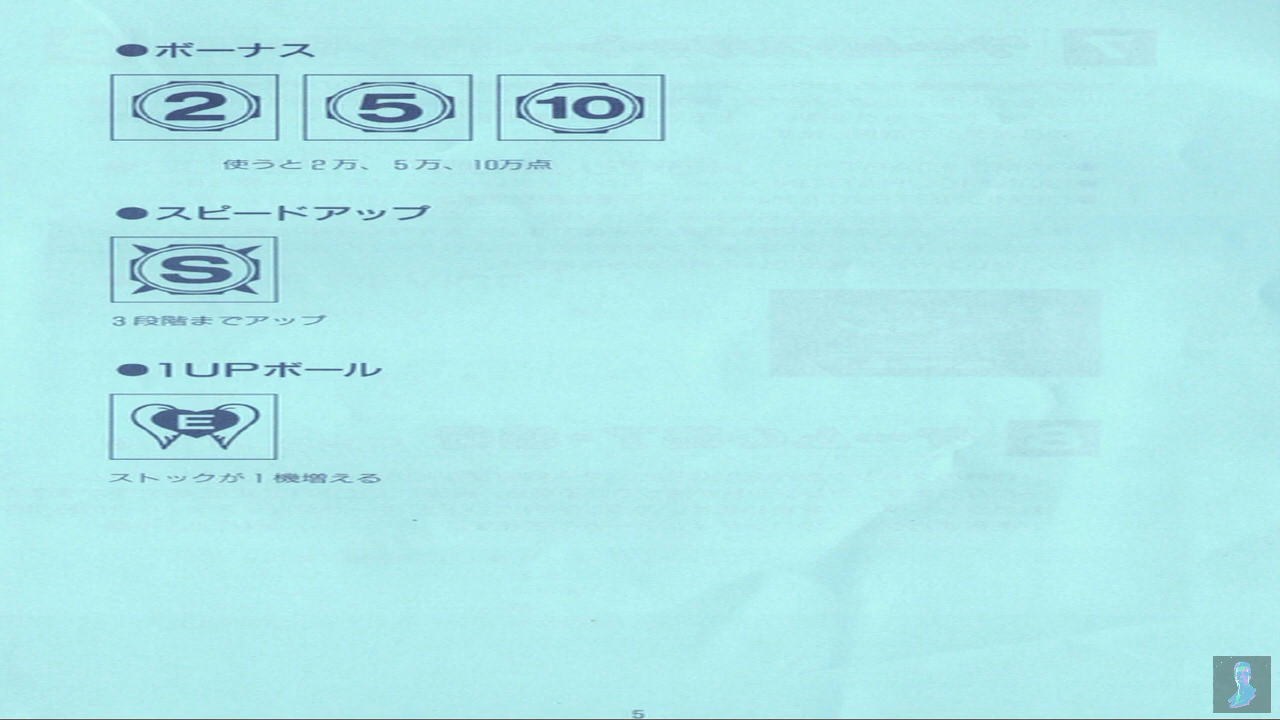 ●ボーナス
2 5 10
使うと2万、5万、10万点
●スピードアップ
S
3段階までアップ
●1UPボール
E
ストックが1機増える
5